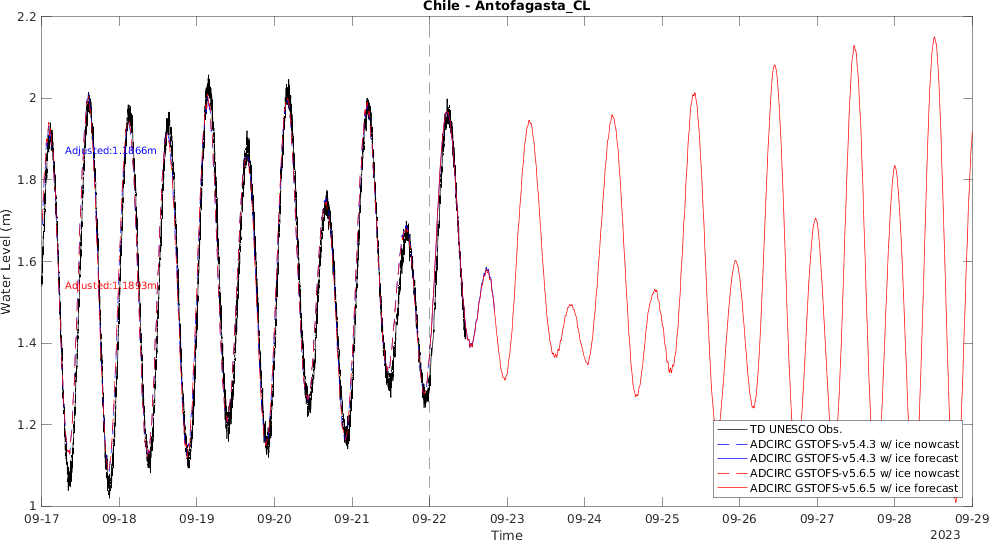 Chile - Antofagasta_CL
Water Level (m)
2.2
2
1.8
1.6
1.4
1.2
1
Adjusted:1.1866m
Adjusted:1.1893m
TD UNESCO Obs.
ADCIRC GSTOFS-v5.4.3 w/ ice nowcast
ADCIRC GSTOFS-v5.4.3 w/ ice forecast
ADCIRC GSTOFS-v5.6.5 w/ ice nowcast
ADCIRC GSTOFS-v5.6.5 w/ ice forecast
09-17 09-18 09-19 09-20 09-21 09-22 09-23 09-24 09-25 09-26 09-27 09-28 09-29
Time
2023